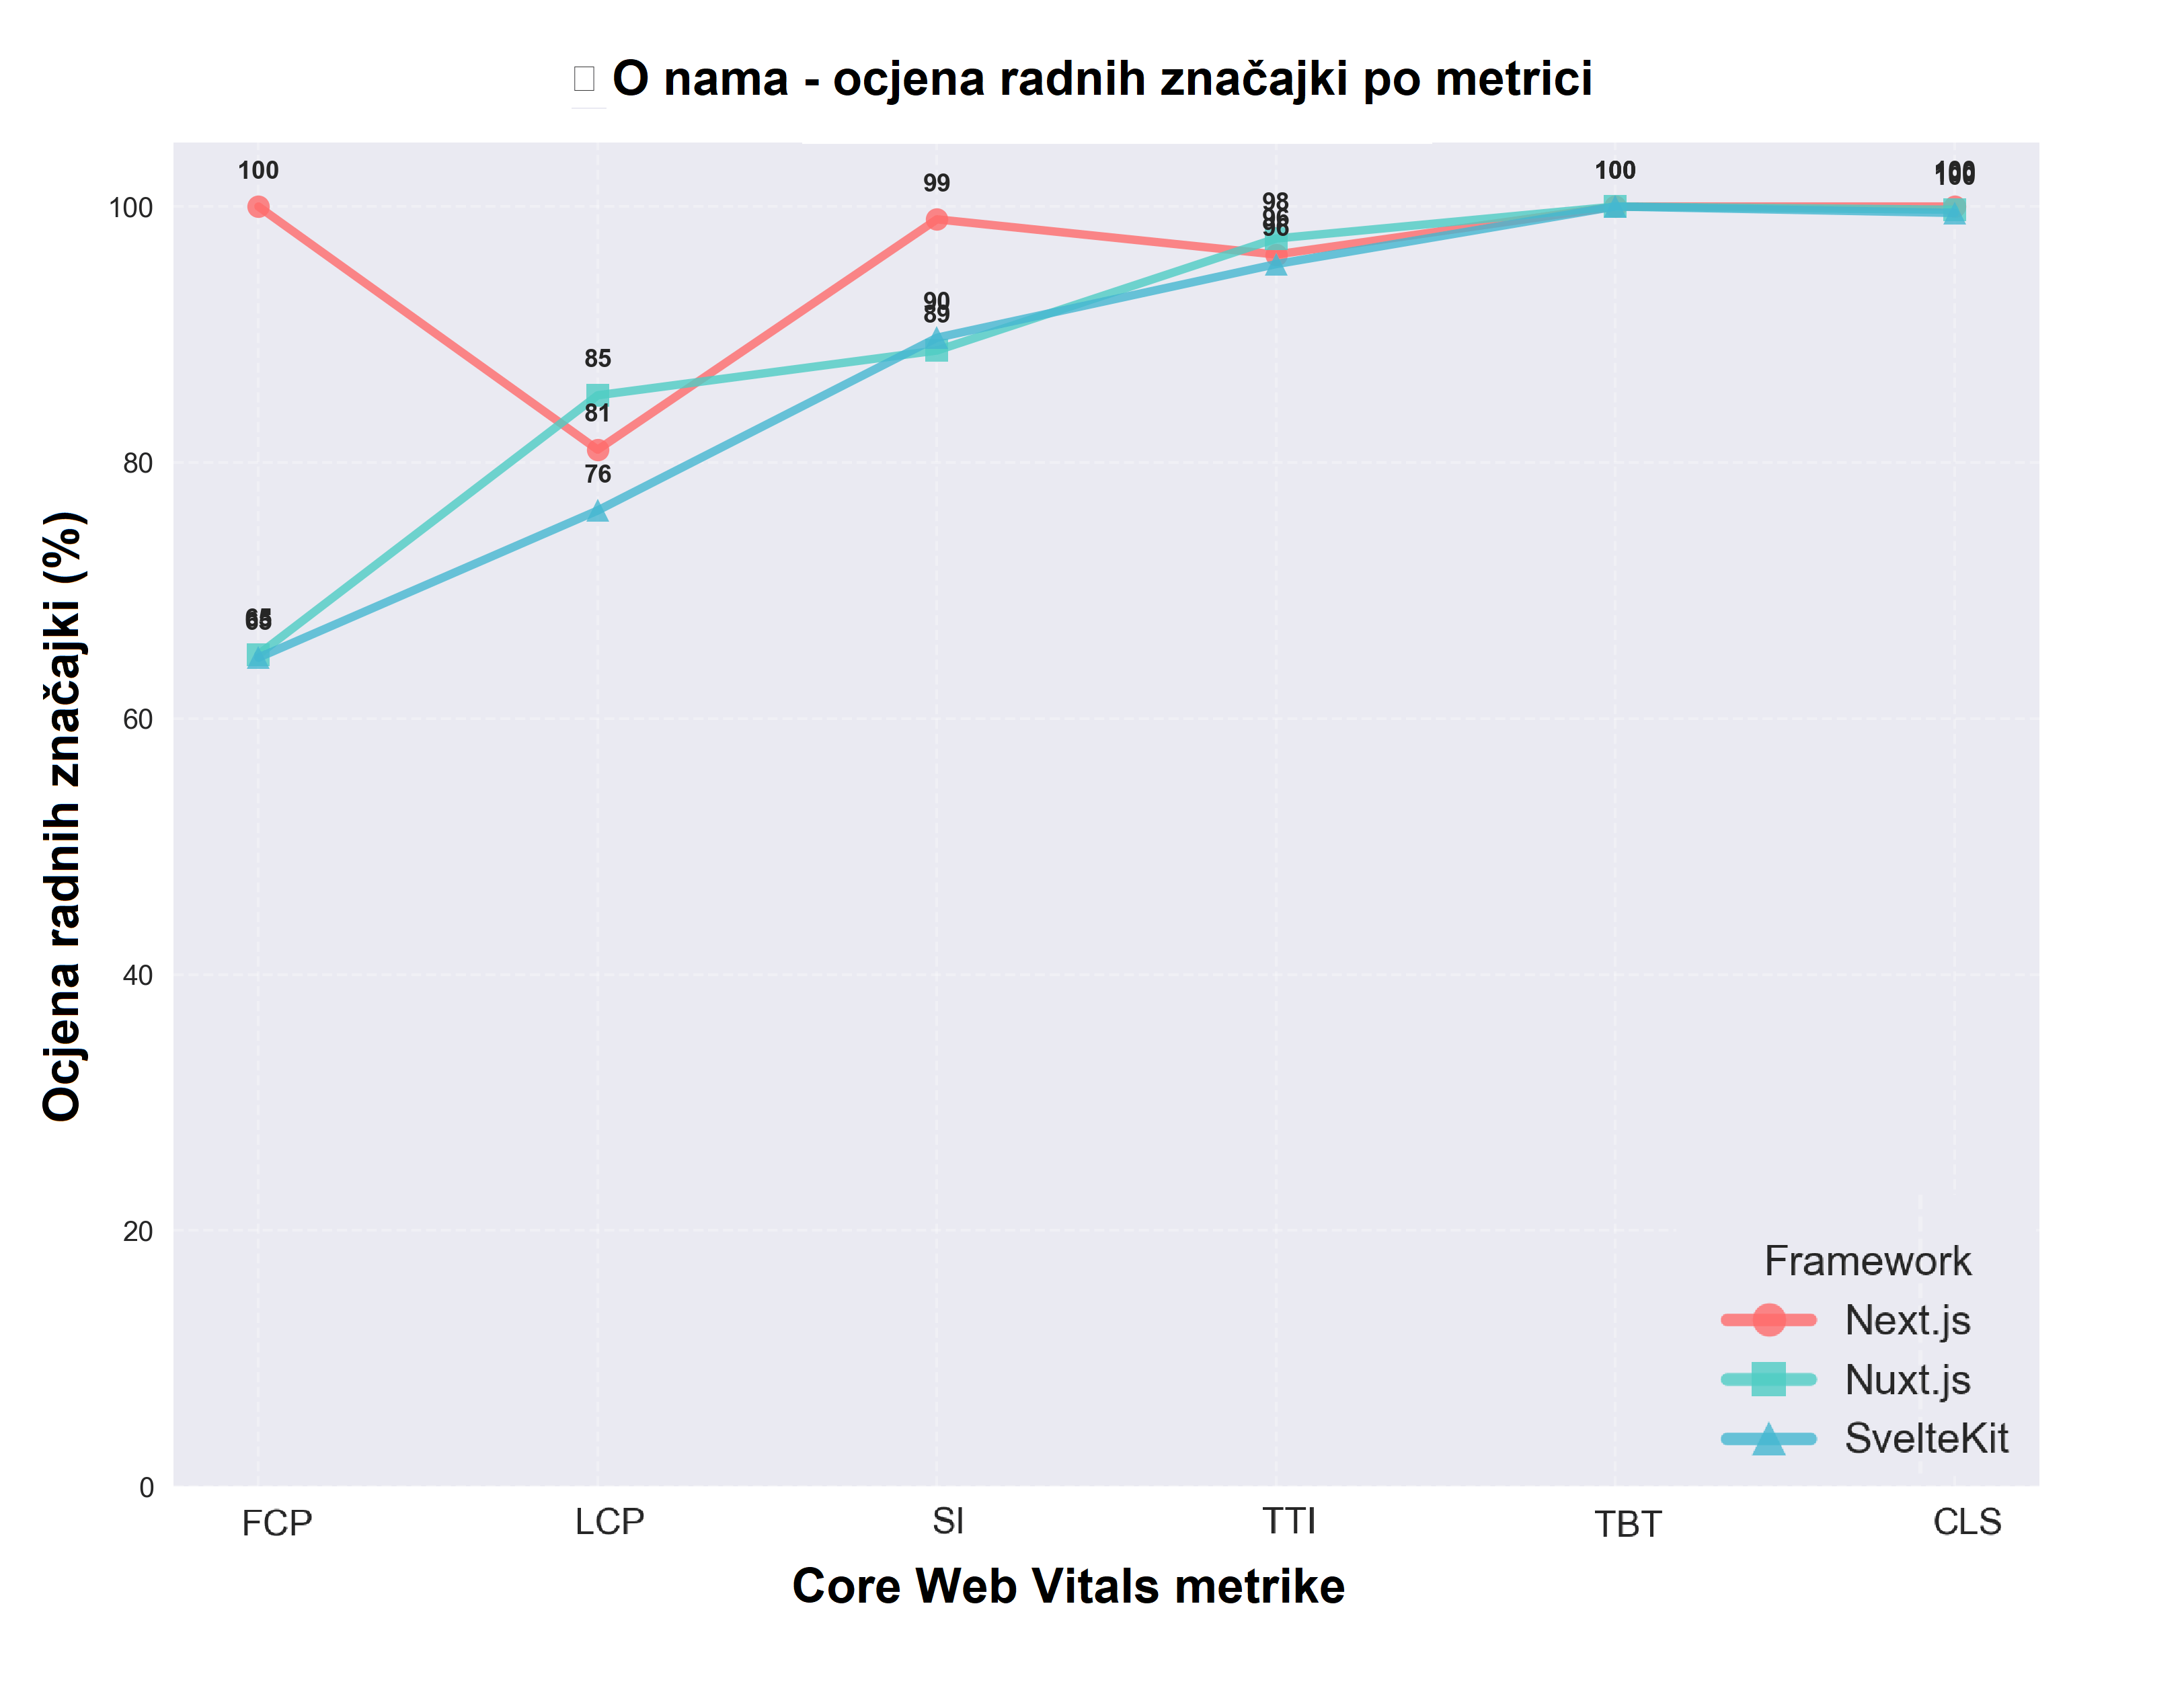 O nama - ocjena radnih značajki po metrici
Ocjena radnih značajki (%)
100
80
60
40
20
0
100
65
65
85
81
76
99
90
89
98
96
96
100
100
100
100
FCP
LCP
SI
TTI
TBT
CLS
Core Web Vitals metrike
Framework
Next.js
Nuxt.js
SvelteKit